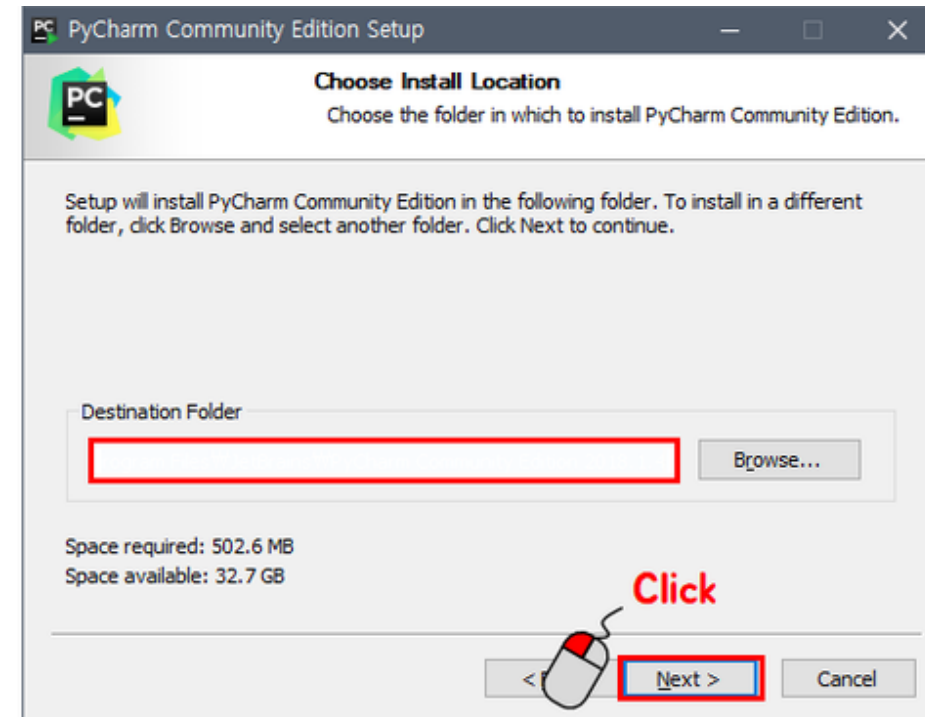 PC PyCharm Community Edition Setup
Choose Install Location
Choose the folder in which to install PyCharm Community Edition.
PC
Setup will install PyCharm Community Edition in the following folder. To install in a different
folder, click Browse and select another folder. Click Next to continue.
Destination Folder
Browse...
Space required: 502.6 MB
Space available: 32.7 GB
Click
<
Next >
Cancel